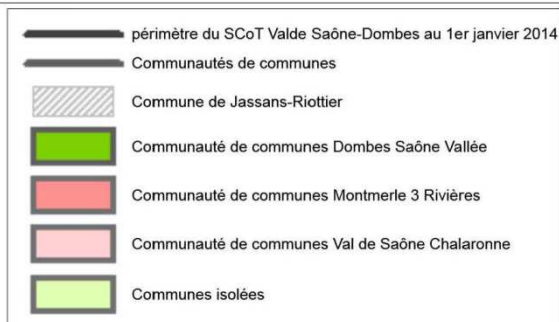 périmètre du SCoT Valde Saône-Dombes au 1er janvier 2014
Communautés de communes
Commune de Jassans-Riottier
Communauté de communes Dombes Saône Vallée
Communauté de communes Montmerle 3 Rivières
Communauté de communes Val de Saône Chalaronne
Communes isolées